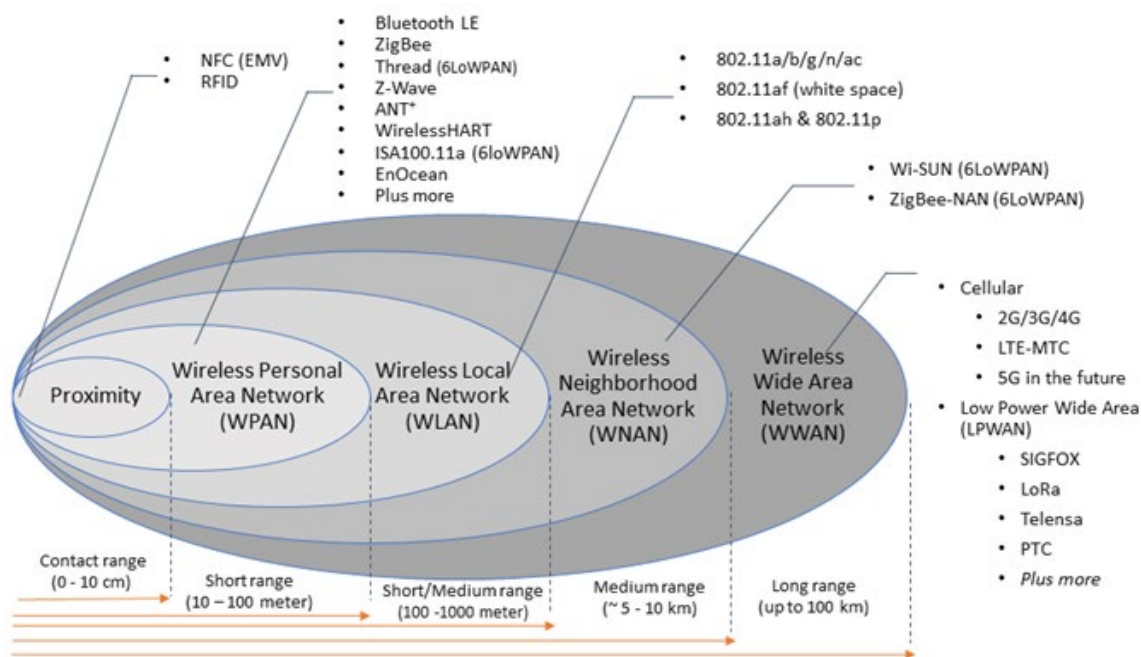 • NFC (EMV)
• RFID
• Bluetooth LE
• ZigBee
• Thread (6LoWPAN)
• Z-Wave
• ANT+
• WirelessHART
• ISA100.11a (6loWPAN)
• EnOcean
• Plus more
• 802.11a/b/g/n/ac
• 802.11af (white space)
• 802.11ah & 802.11p
• Wi-SUN (6LoWPAN)
• ZigBee-NAN (6LoWPAN)
• Cellular
• 2G/3G/4G
• LTE-MTC
• 5G in the future
• Low Power Wide Area
(LPWAN)
• SIGFOX
• LoRa
• Telensa
• PTC
• Plus more
Proximity
Wireless Personal
Area Network
(WPAN)
Wireless Local
Area Network
(WLAN)
Wireless
Neighborhood
Area Network
(WNAN)
Wireless
Wide Area
Network
(WWAN)
Contact range
(0 - 10 cm)
Short range
(10 – 100 meter)
Short/Medium range
(100 -1000 meter)
Medium range
(~ 5 - 10 km)
Long range
(up to 100 km)